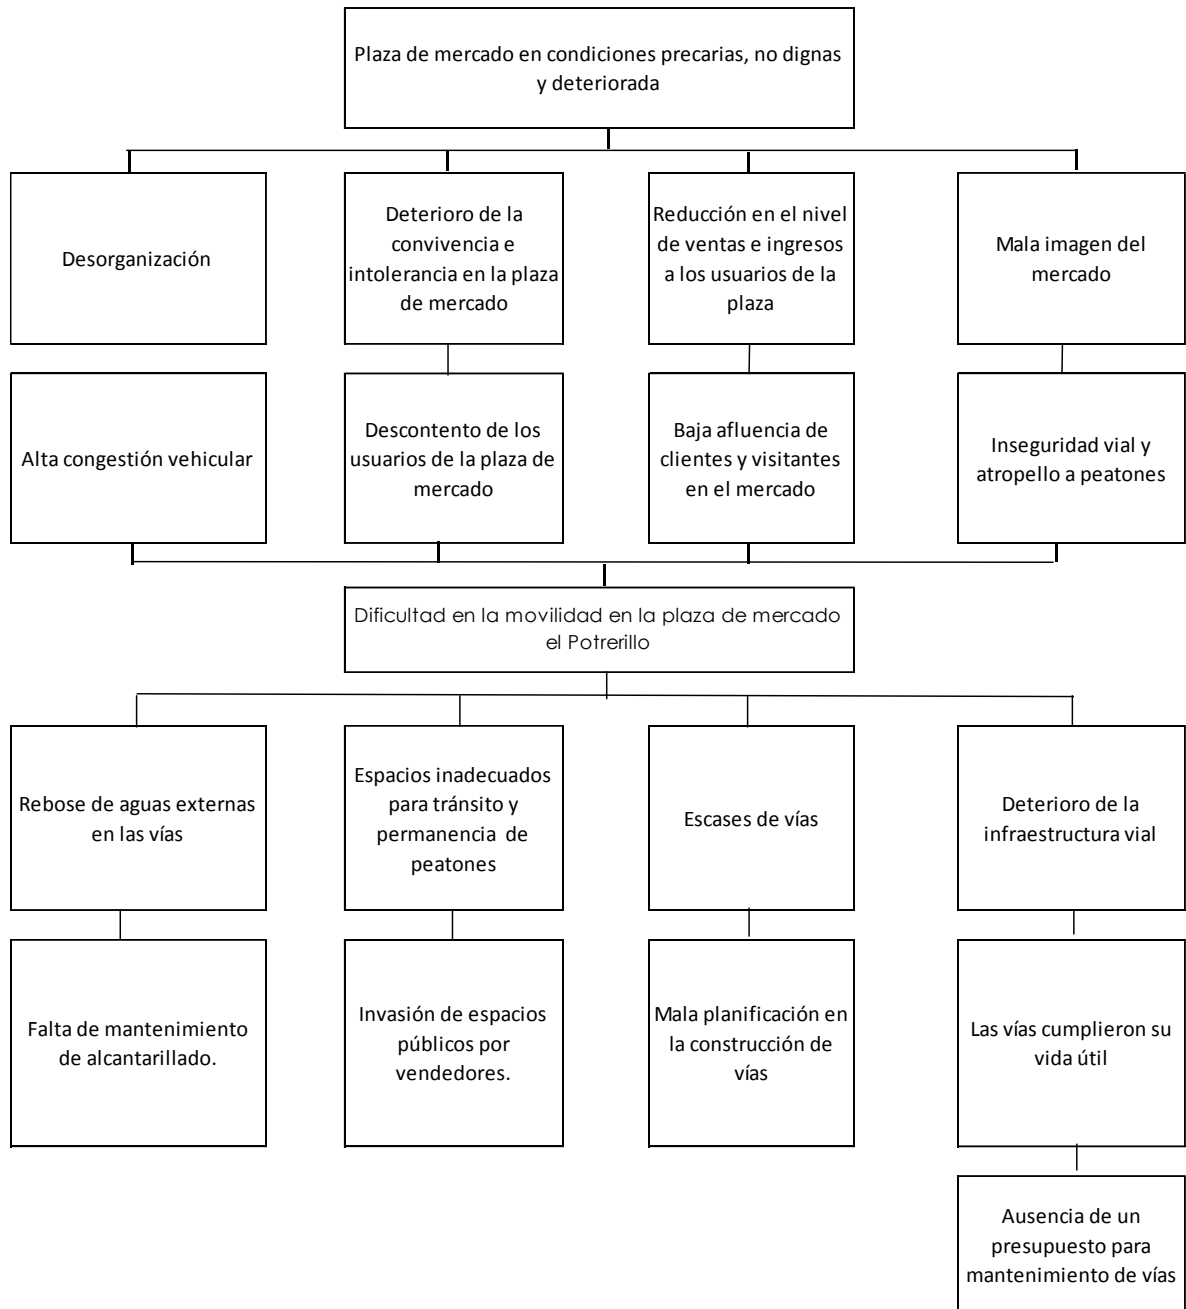 Plaza de mercado en condiciones precarias, no dignas
y deteriorada
Desorganización
Deterioro de la
convivencia e
intolerancia en la plaza
de mercado
Reducción en el nivel
de ventas e ingresos
a los usuarios de la
plaza
Mala imagen del
mercado
Alta congestión vehicular
Descontento de los
usuarios de la plaza de
mercado
Baja afluencia de
clientes y visitantes
en el mercado
Inseguridad vial y
atropello a peatones
Dificultad en la movilidad en la plaza de mercado
el Potrerillo
Rebose de aguas externas
en las vías
Espacios inadecuados
para tránsito y
permanencia de
peatones
Escases de vías
Deterioro de la
infraestructura vial
Falta de mantenimiento
de alcantarillado.
Invasión de espacios
públicos por
vendedores.
Mala planificación en
la construcción de
vías
Las vías cumplieron su
vida útil
Ausencia de un
presupuesto para
mantenimiento de vías